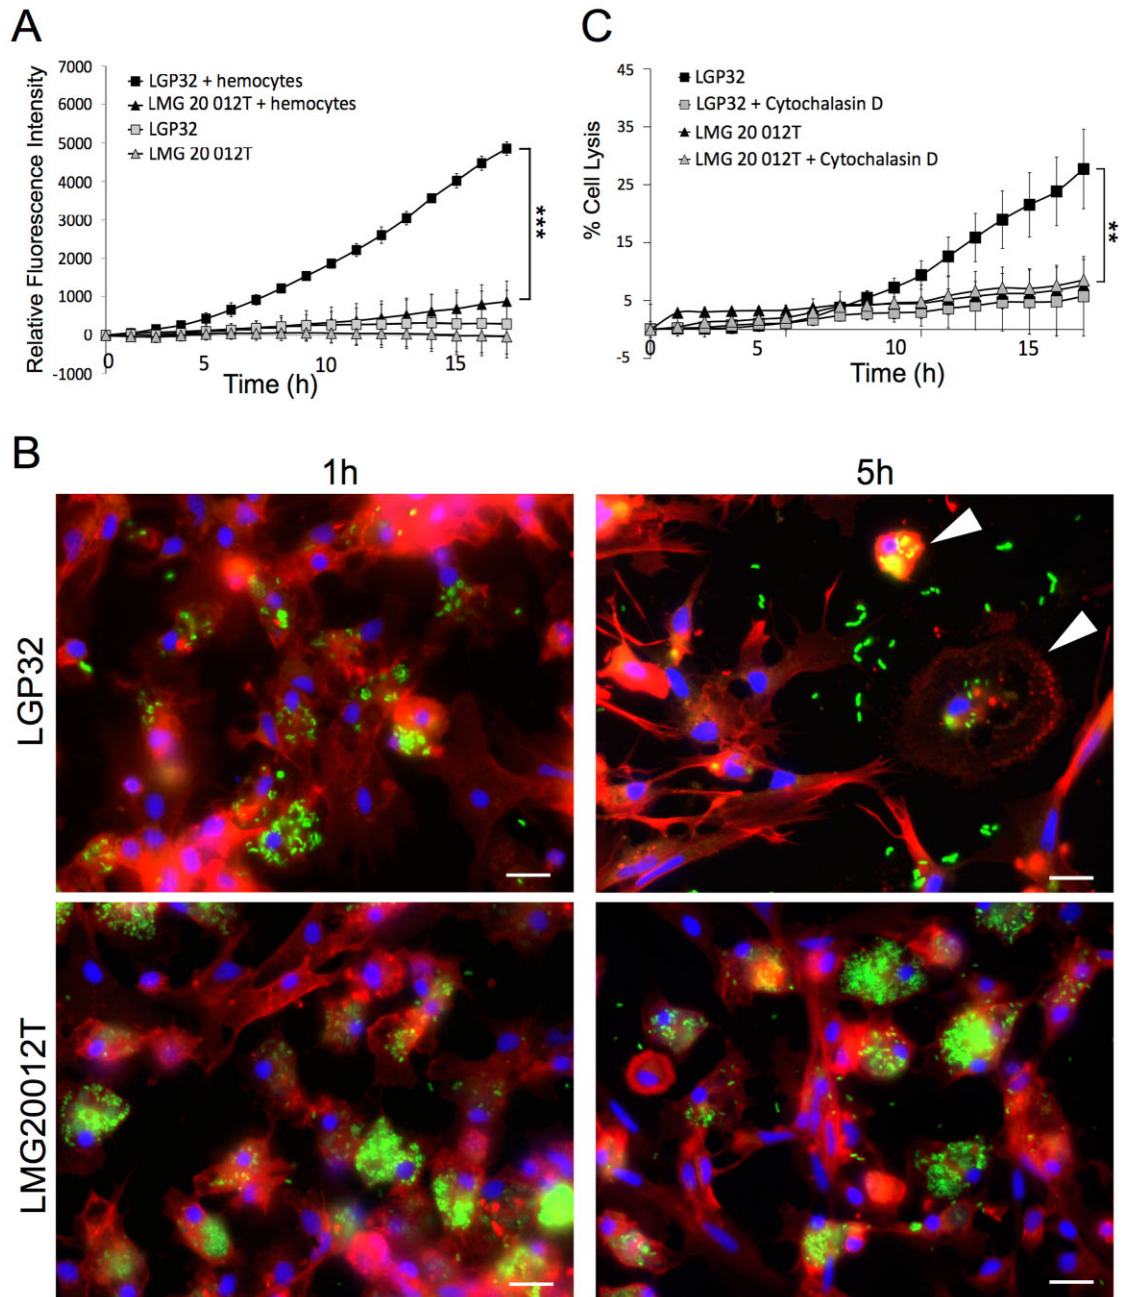 A
7000
6000
5000
4000
3000
2000
1000
0
-1000
Relative Fluorescence Intensity
LGP32 + hemocytes
LMG 20 012T + hemocytes
LGP32
LMG 20 012T
***
0 5 10 15
Time (h)
C
45
35
25
15
5
-5
% Cell Lysis
LGP32
LGP32 + Cytochalasin D
LMG 20 012T
LMG 20 012T + Cytochalasin D
**
0 5 10 15
Time (h)
B
1h 5h
LGP32
LMG20012T